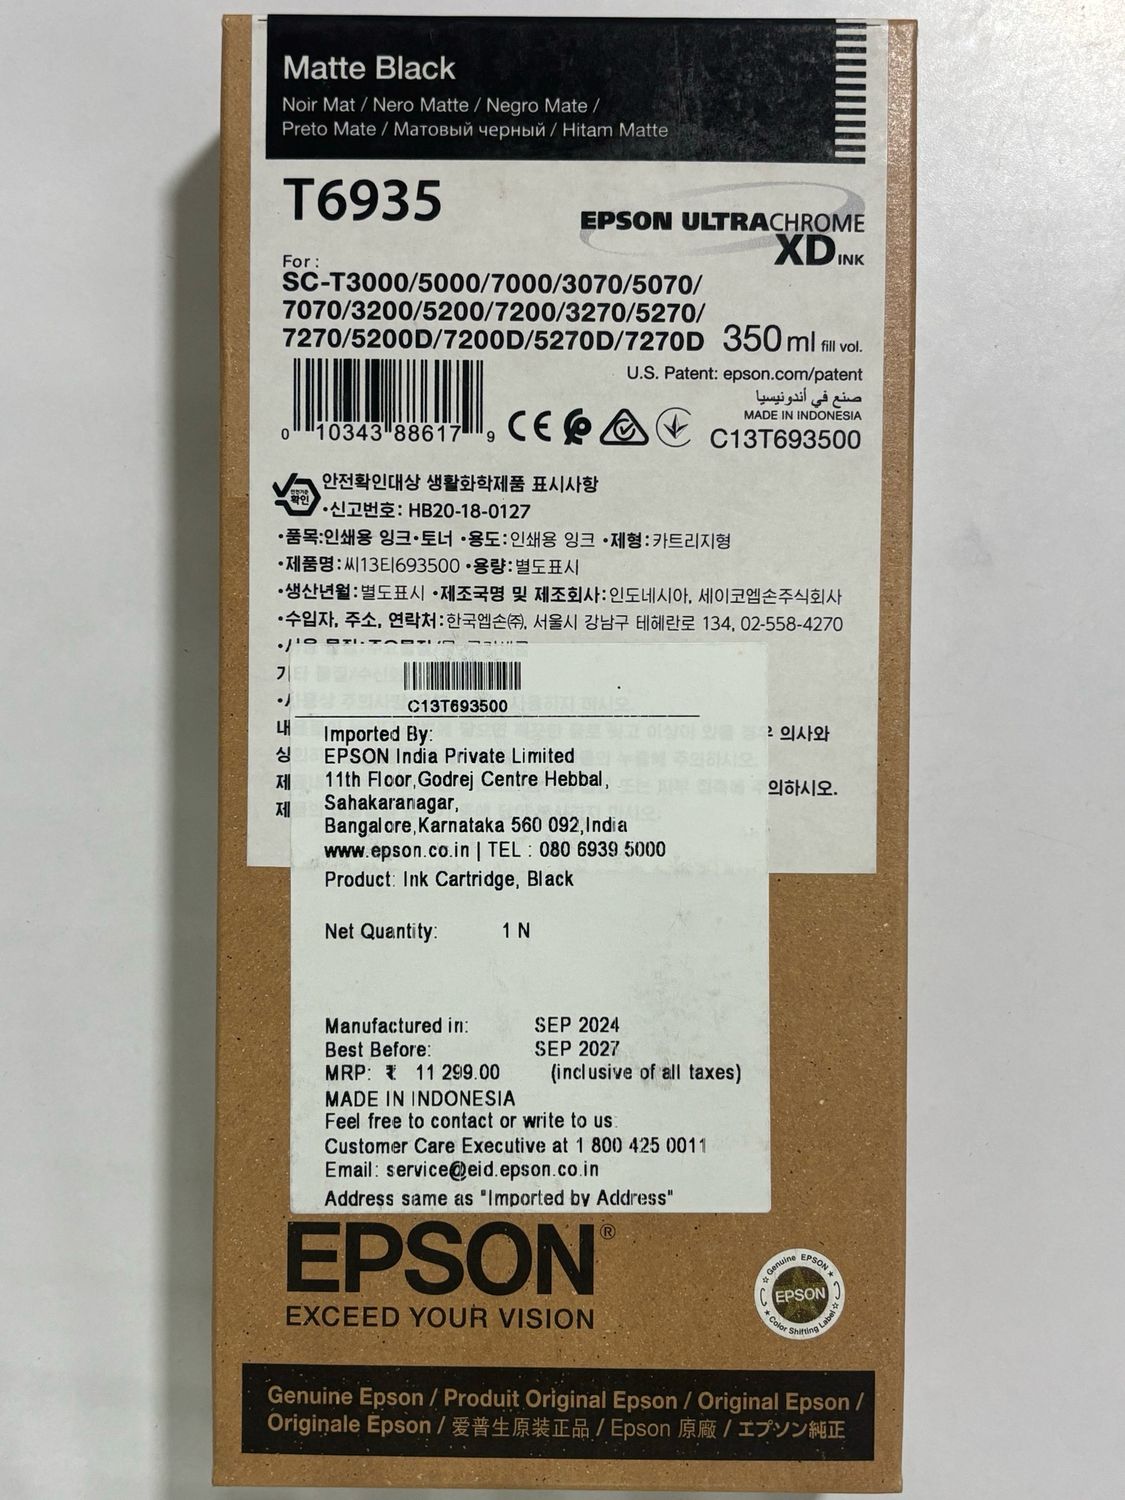 Matte Black
Noir Mat / Nero Matte / Negro Mate /
Preto Mate / Матовый черный / Hitam Matte
T6935
EPSON ULTRACHROME
XD INK
For :
SC-T3000/5000/7000/3070/5070/
7070/3200/5200/7200/3270/5270/
7270/5200D/7200D/5270D/7270D 350 ml fill vol.
U.S. Patent: epson.com/patent
صنع في أندونيسيا
MADE IN INDONESIA
0 10343 88617 9
CE
C13T693500
안전기준
확인
안전확인대상 생활화학제품 표시사항
•신고번호: HB20-18-0127
•품목:인쇄용 잉크•토너 •용도:인쇄용 잉크 •제형:카트리지형
•제품명:씨13티693500 •용량:별도표시
•생산년월:별도표시 •제조국명 및 제조회사:인도네시아, 세이코엡손주식회사
•수입자, 주소, 연락처:한국엡손㈜, 서울시 강남구 테헤란로 134, 02-558-4270
의사와
의하시오.
C13T693500
Imported By:
EPSON India Private Limited
11th Floor,Godrej Centre Hebbal,
Sahakaranagar,
Bangalore,Karnataka 560 092,India
www.epson.co.in | TEL : 080 6939 5000
Product: Ink Cartridge, Black
Net Quantity: 1 N
Manufactured in: SEP 2024
Best Before: SEP 2027
MRP: ₹ 11 299.00 (inclusive of all taxes)
MADE IN INDONESIA
Feel free to contact or write to us:
Customer Care Executive at 1 800 425 0011
Email: service@eid.epson.co.in
Address same as "Imported by Address"
EPSON®
EXCEED YOUR VISION
Genuine EPSON
EPSON
Color Shifting Label
Genuine Epson / Produit Original Epson / Original Epson /
Originale Epson / 爱普生原装正品 / Epson 原廠 / エプソン純正